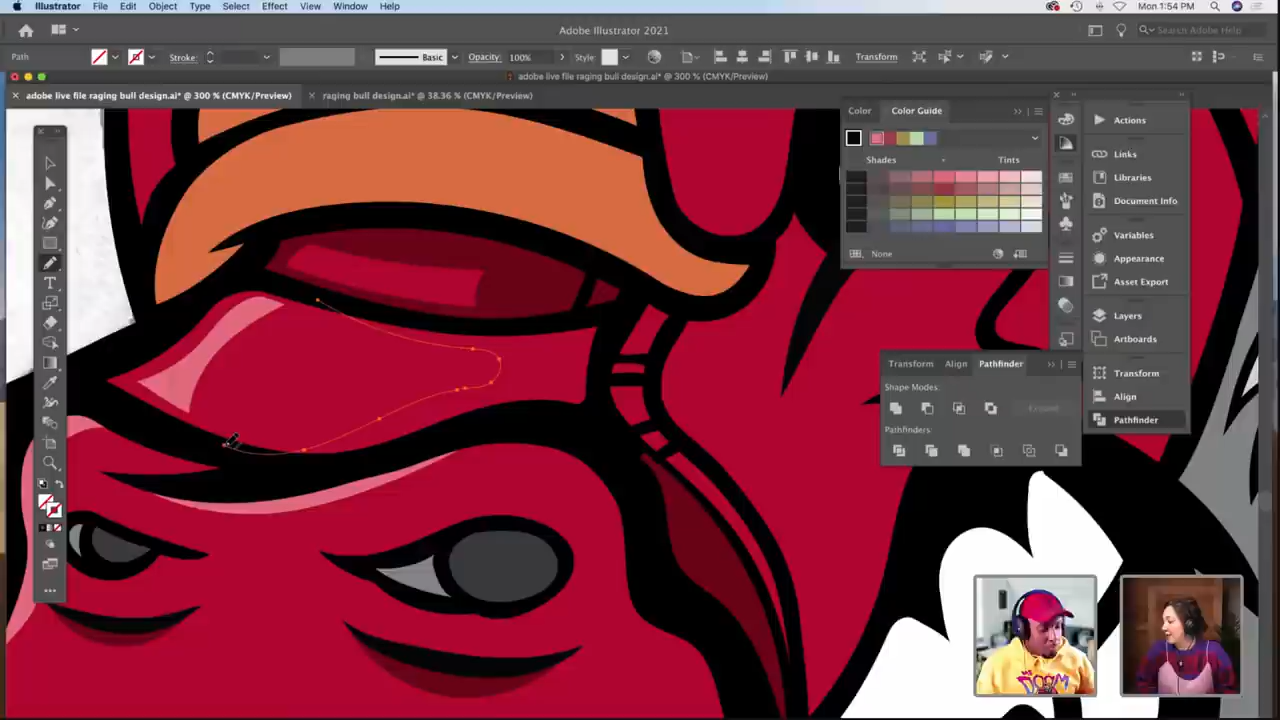 Illustrator File Edit Object Type Select Effect View Window Help
Mon 1:54 PM
Adobe Illustrator 2021
Search Adobe Help
Path
Stroke:
Basic
Opacity: 100%
Style:
Transform
adobe live file raging bull design.ai* @ 300 % (CMYK/Preview)
adobe live file raging bull design.ai* @ 300 % (CMYK/Preview)
raging bull design.ai* @ 38.36 % (CMYK/Preview)
Color
Color Guide
Shades
Tints
None
Actions
Links
Libraries
Document Info
Variables
Appearance
Asset Export
Layers
Artboards
Transform
Align
Pathfinder
Transform
Align
Pathfinder
Shape Modes:
Expand
Pathfinders:
DOOM